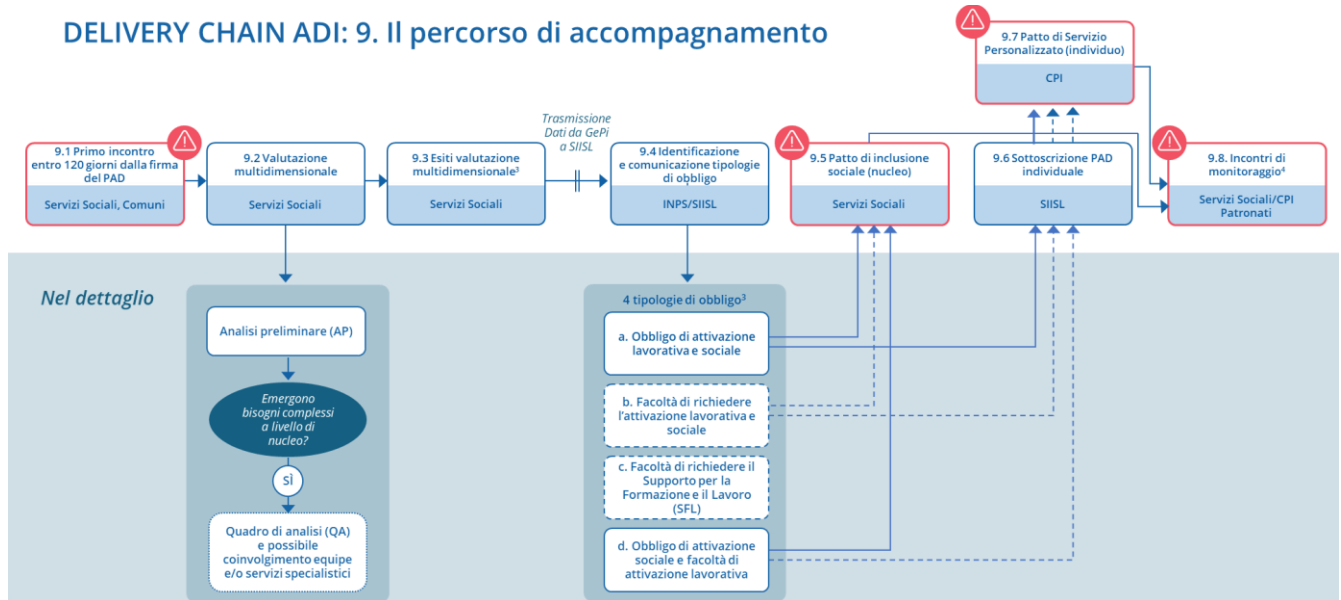 DELIVERY CHAIN ADI: 9. Il percorso di accompagnamento
9.7 Patto di Servizio
Personalizzato (individuo)
CPI
Trasmissione
Dati da GePi
a SIISL
9.1 Primo incontro
entro 120 giorni dalla firma
del PAD
Servizi Sociali, Comuni
9.2 Valutazione
multidimensionale
Servizi Sociali
9.3 Esiti valutazione
multidimensionale³
Servizi Sociali
9.4 Identificazione
e comunicazione tipologie
di obbligo
INPS/SIISL
9.5 Patto di inclusione
sociale (nucleo)
Servizi Sociali
9.6 Sottoscrizione PAD
individuale
SIISL
9.8. Incontri di
monitoraggio⁴
Servizi Sociali/CPI
Patronati
Nel dettaglio
Analisi preliminare (AP)
Emergono
bisogni complessi
a livello di
nucleo?
SÌ
Quadro di analisi (QA)
e possibile
coinvolgimento equipe
e/o servizi specialistici
4 tipologie di obbligo³
a. Obbligo di attivazione
lavorativa e sociale
b. Facoltà di richiedere
l’attivazione lavorativa e
sociale
c. Facoltà di richiedere il
Supporto per la
Formazione e il Lavoro
(SFL)
d. Obbligo di attivazione
sociale e facoltà di
attivazione lavorativa